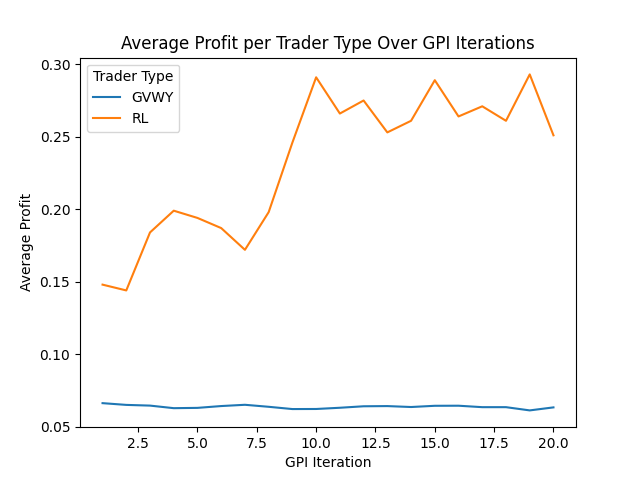 Average Profit per Trader Type Over GPI Iterations
Trader Type
GVWY
RL
Average Profit
0.30
0.25
0.20
0.15
0.10
0.05
2.5 5.0 7.5 10.0 12.5 15.0 17.5 20.0
GPI Iteration